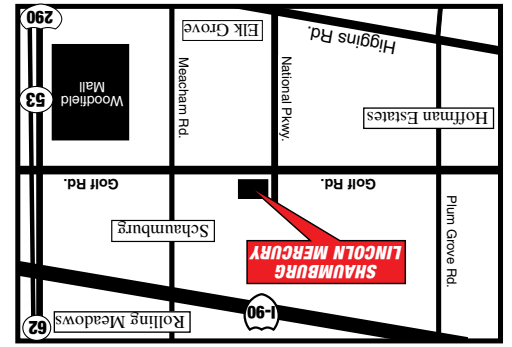 I-90
Rolling Meadows
62
Plum Grove Rd.
SHAUMBURG
LINCOLN MERCURY
Schaumburg
Golf Rd
Golf Rd
Hoffman Estates
National Pkwy.
Meacham Rd.
Woodfield
Mall
53
Higgins Rd.
Elk Grove
290